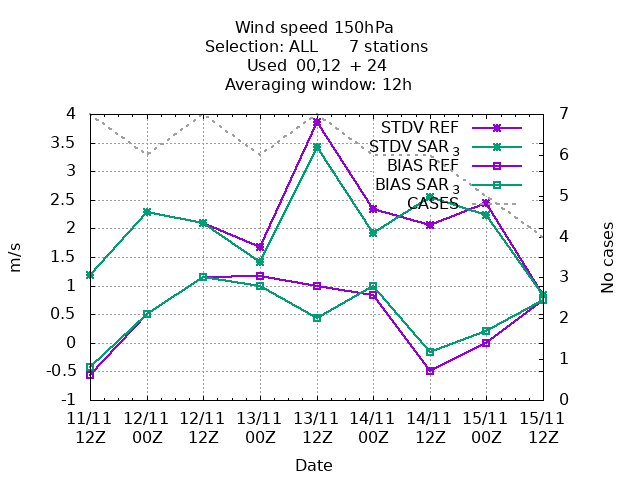 Wind speed 150hPa
Selection: ALL 7 stations
Used 00,12 + 24
Averaging window: 12h
4
3.5
3
2.5
2
1.5
1
0.5
0
-0.5
-1
m/s
7
6
5
4
3
2
1
0
No cases
STDV REF
STDV SAR 3
BIAS REF
BIAS SAR 3
CASES
11/11 12/11 12/11 13/11 13/11 14/11 14/11 15/11 15/11
12Z 00Z 12Z 00Z 12Z 00Z 12Z 00Z 12Z
Date